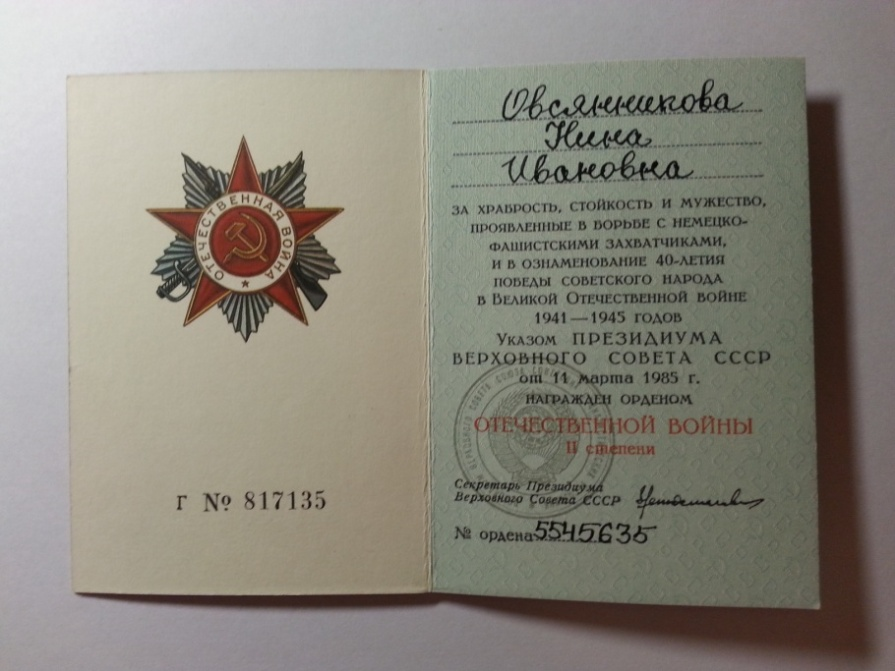 ОТЕЧЕСТВЕННАЯ ВОЙНА
Г № 817135
Овсянникова
Нина
Ивановна
ЗА ХРАБРОСТЬ, СТОЙКОСТЬ И МУЖЕСТВО,
ПРОЯВЛЕННЫЕ В БОРЬБЕ С НЕМЕЦКО-
ФАШИСТСКИМИ ЗАХВАТЧИКАМИ,
И В ОЗНАМЕНОВАНИЕ 40-ЛЕТИЯ
ПОБЕДЫ СОВЕТСКОГО НАРОДА
В ВЕЛИКОЙ ОТЕЧЕСТВЕННОЙ ВОЙНЕ
1941—1945 ГОДОВ
УКАЗОМ ПРЕЗИДИУМА
ВЕРХОВНОГО СОВЕТА СССР
от 11 марта 1985 г.
НАГРАЖДЕН ОРДЕНОМ
ОТЕЧЕСТВЕННОЙ ВОЙНЫ
II степени
Секретарь Президиума
Верховного Совета СССР
№ ордена 5545635